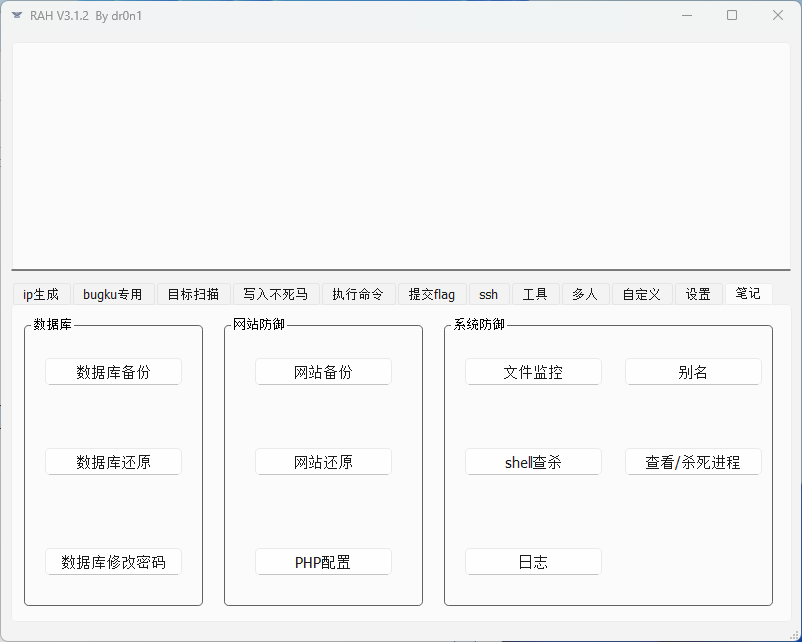 RAH V3.1.2 By dr0n1
ip生成 bugku专用 目标扫描 写入不死马 执行命令 提交flag ssh 工具 多人 自定义 设置 笔记
数据库 网站防御 系统防御
数据库备份 网站备份 文件监控 别名
数据库还原 网站还原 shell查杀 查看/杀死进程
数据库修改密码 PHP配置 日志